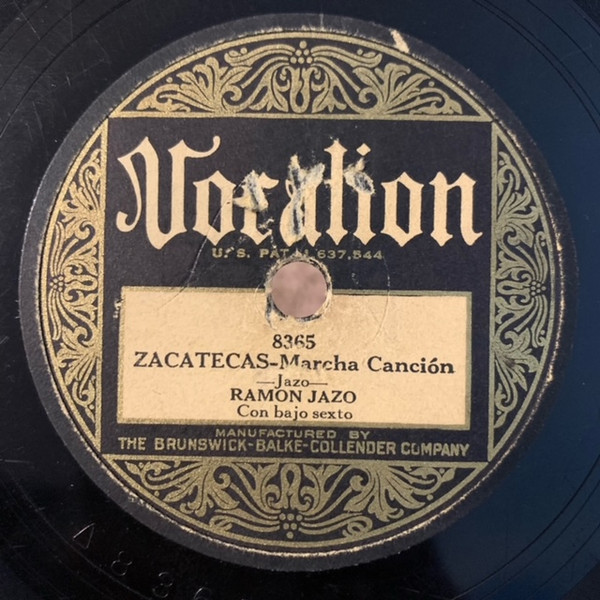 Vocalion
U.S. PAT. 1,637,544
8365
ZACATECAS-Marcha Canción
—Jazo—
RAMON JAZO
Con bajo sexto
MANUFACTURED BY
THE BRUNSWICK-BALKE-COLLENDER COMPANY